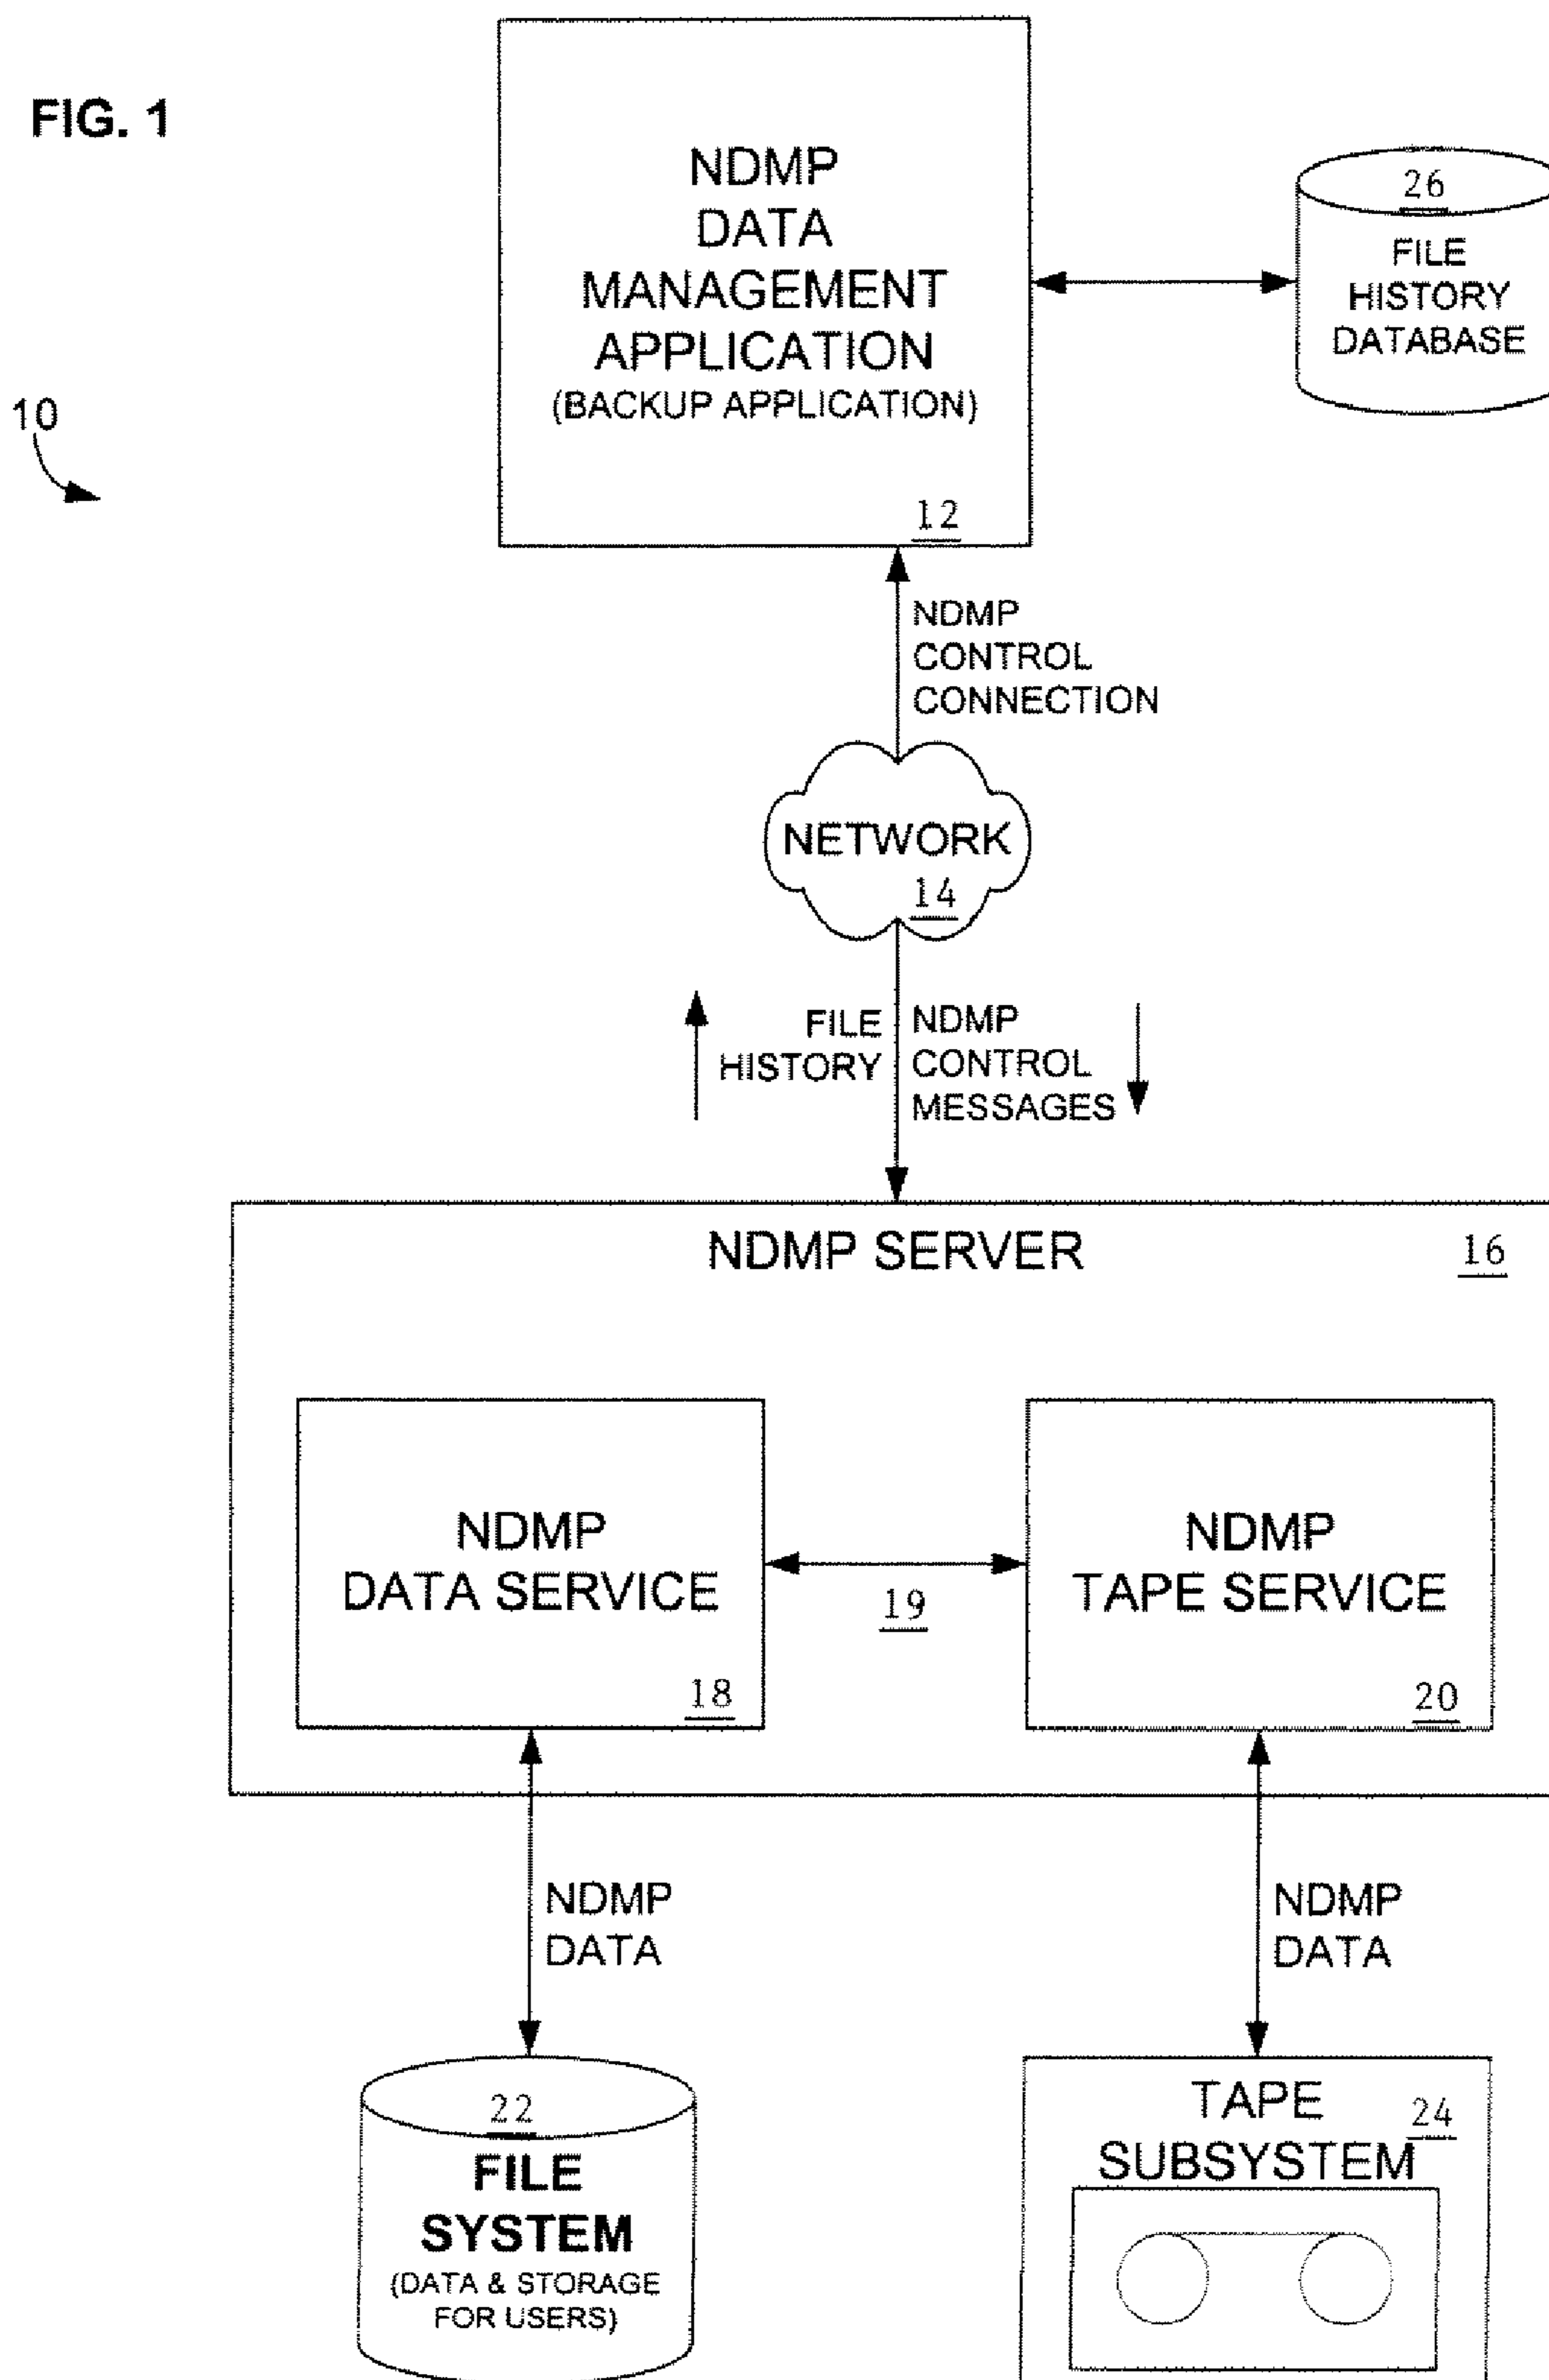 FIG. 1
NDMP
DATA
MANAGEMENT
APPLICATION
(BACKUP APPLICATION)
12
26
FILE
HISTORY
DATABASE
10
NDMP
CONTROL
CONNECTION
NETWORK
14
FILE
HISTORY
NDMP
CONTROL
MESSAGES
NDMP SERVER
16
NDMP
DATA SERVICE
18
19
NDMP
TAPE SERVICE
20
NDMP
DATA
NDMP
DATA
22
FILE
SYSTEM
(DATA & STORAGE
FOR USERS)
TAPE
SUBSYSTEM
24